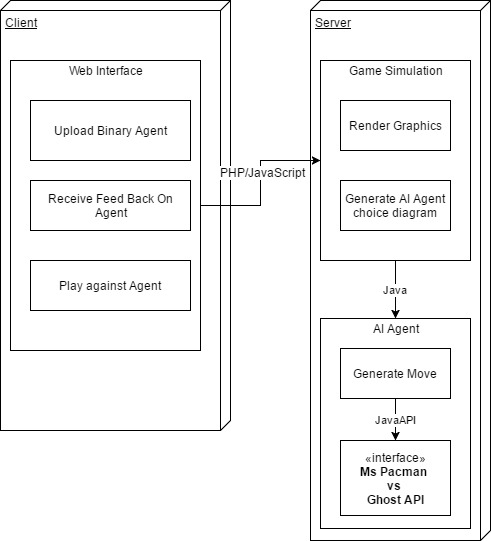 Client
Web Interface
Upload Binary Agent
Receive Feed Back On
Agent
Play against Agent
PHP/JavaScript
Server
Game Simulation
Render Graphics
Generate AI Agent
choice diagram
Java
AI Agent
Generate Move
JavaAPI
«interface»
Ms Pacman
vs
Ghost API